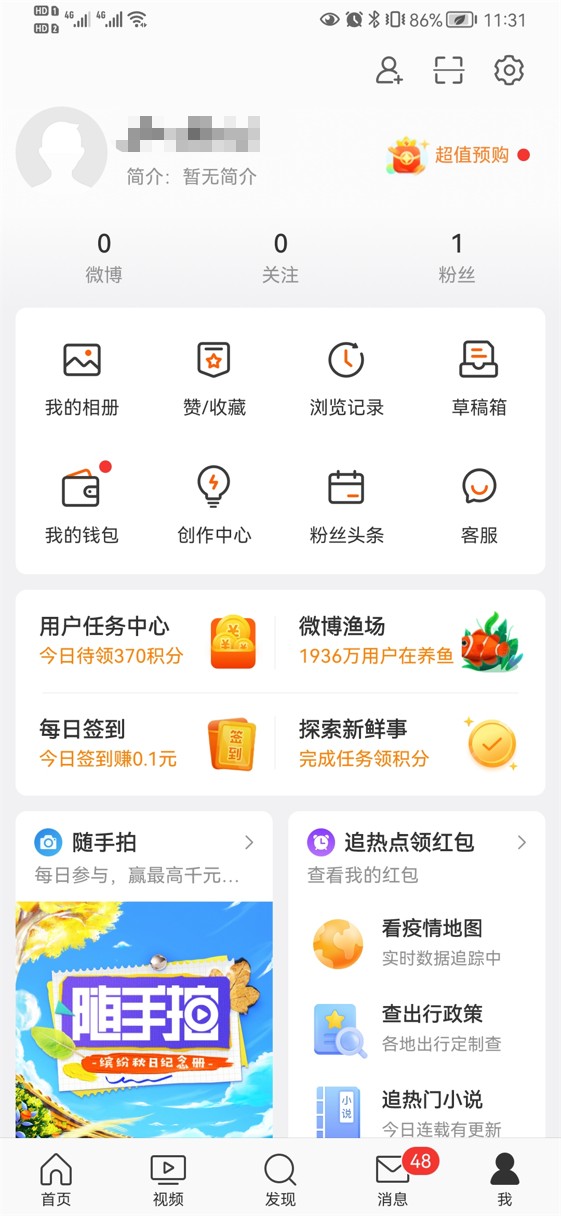 HD 1 4G 4G 86% 11:31
HD 2
超值预购
简介：暂无简介
0 0 1
微博 关注 粉丝
我的相册 赞/收藏 浏览记录 草稿箱
我的钱包 创作中心 粉丝头条 客服
用户任务中心 微博渔场
今日待领370积分 1936万用户在养鱼
每日签到 探索新鲜事
今日签到赚0.1元 签到 完成任务领积分
随手拍 追热点领红包
每日参与，赢最高千元... 查看我的红包
看疫情地图
实时数据追踪中
随手拍
缤纷秋日纪念册
查出行政策
各地出行定制查
追热门小说
小说
今日连载有更新
48
首页 视频 发现 消息 我